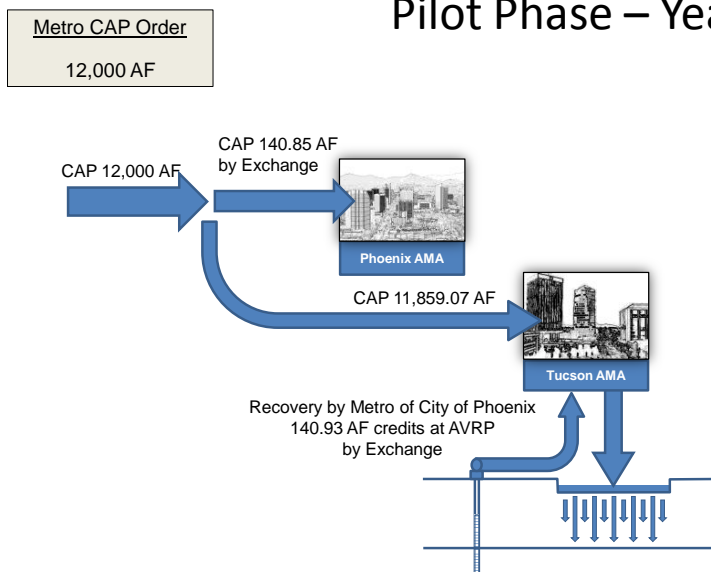 Pilot Phase – Yea
Metro CAP Order
12,000 AF
CAP 140.85 AF
by Exchange
CAP 12,000 AF
Phoenix AMA
CAP 11,859.07 AF
Tucson AMA
Recovery by Metro of City of Phoenix
140.93 AF credits at AVRP
by Exchange